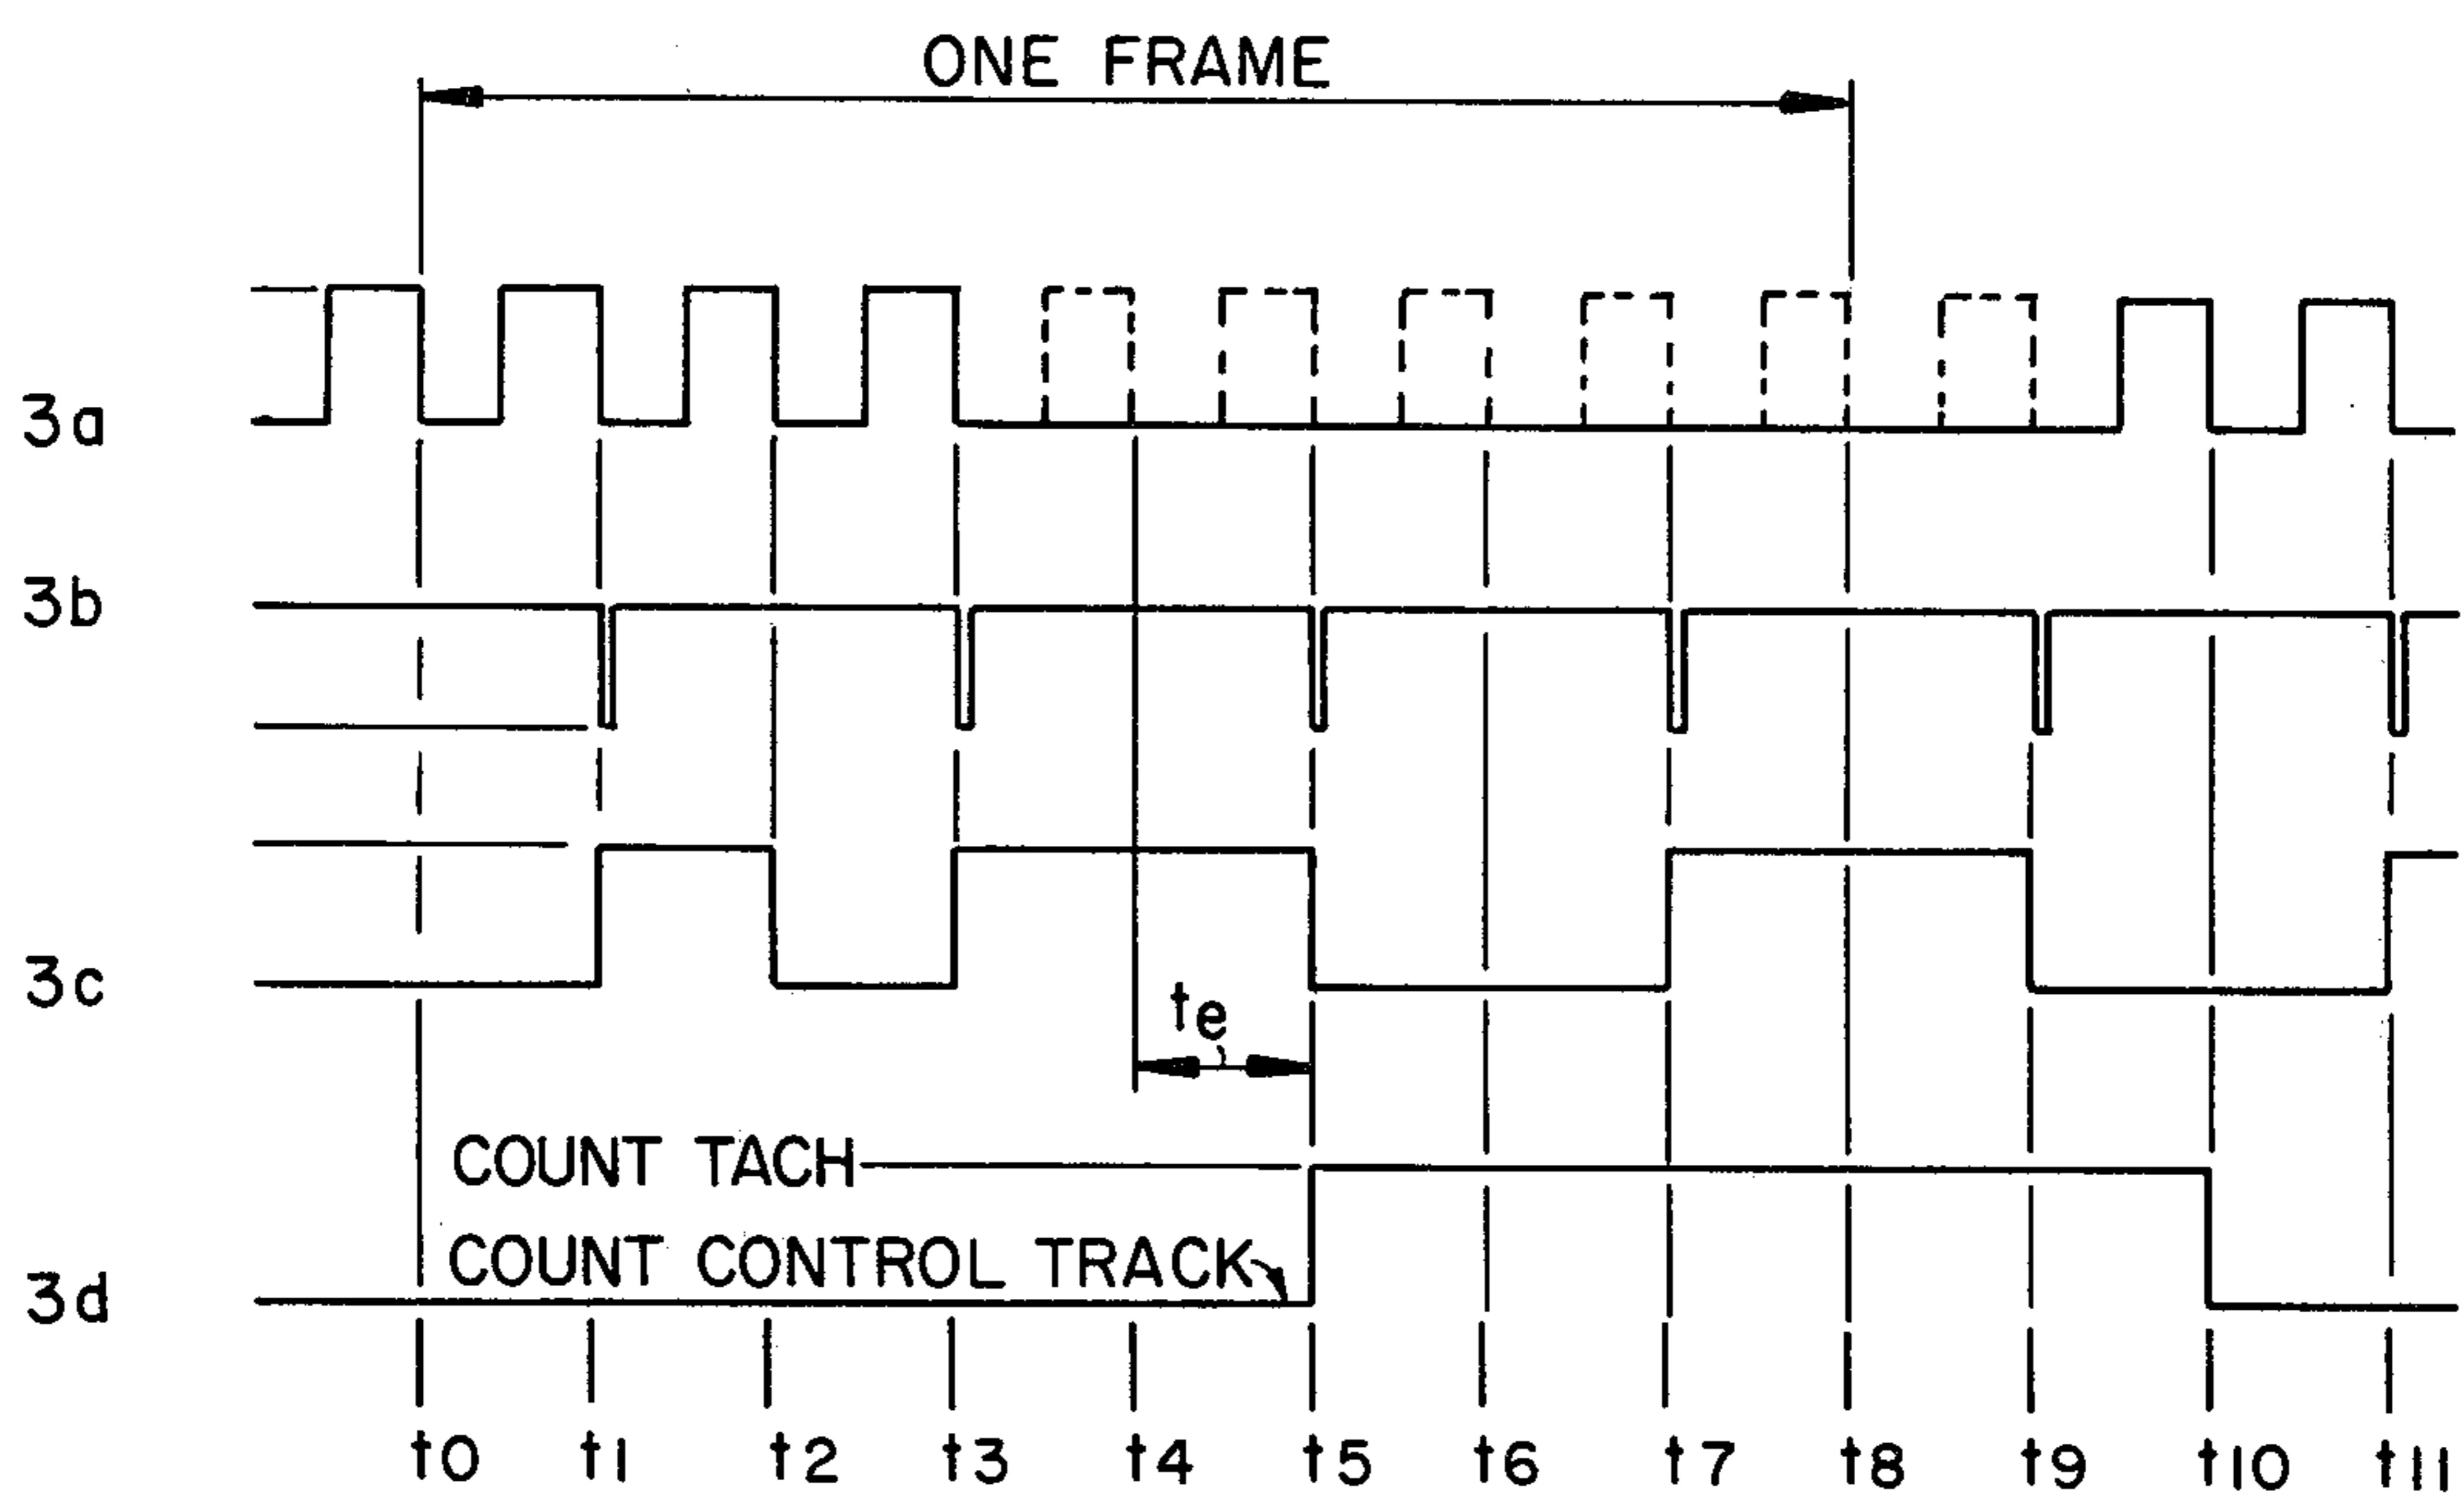 ONE FRAME
3a
3b
3c
te
COUNT TACH
COUNT CONTROL TRACK
3d
t0 t1 t2 t3 t4 t5 t6 t7 t8 t9 t10 t11